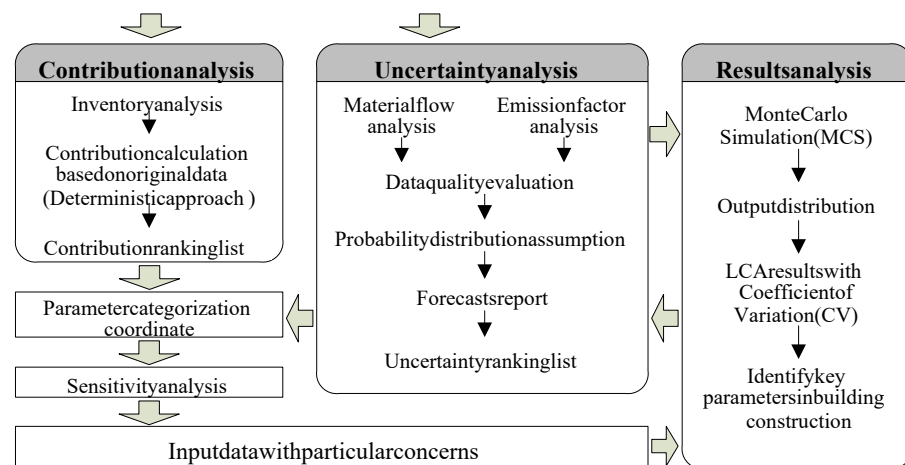 Contributionanalysis
Inventoryanalysis
Contributioncalculation
basedonoriginaldata
(Deterministicapproach )
Contributionrankinglist
Parametercategorization
coordinate
Sensitivityanalysis
Uncertaintyanalysis
Materialflow
analysis
Emissionfactor
analysis
Dataqualityevaluation
Probabilitydistributionassumption
Forecastsreport
Uncertaintyrankinglist
Inputdatawithparticularconcerns
Resultsanalysis
MonteCarlo
Simulation(MCS)
Outputdistribution
LCAresultswith
Coefficientof
Variation(CV)
Identifykey
parametersinbuilding
construction